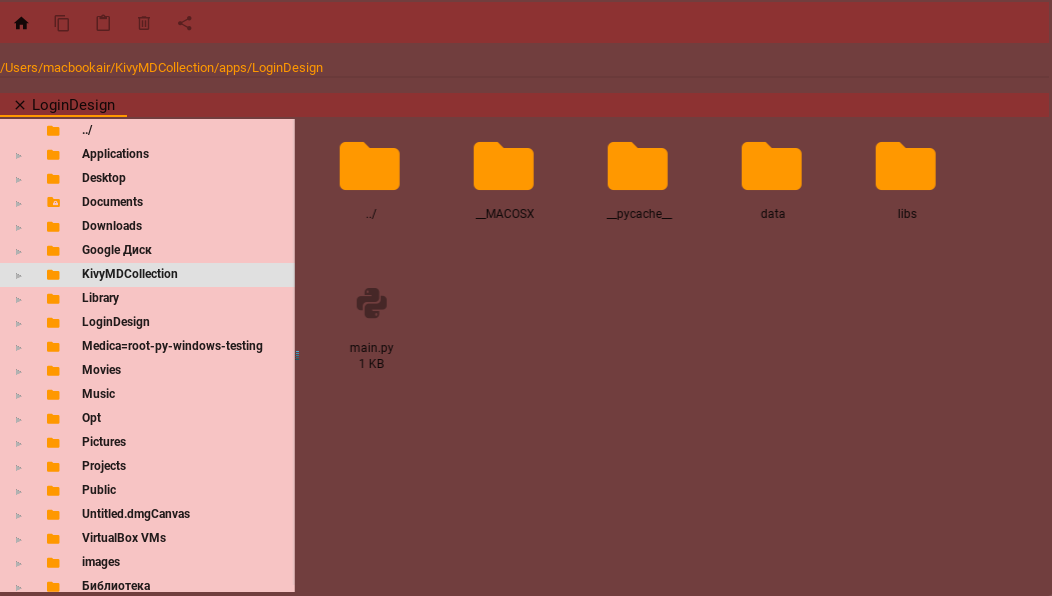 /Users/macbookair/KivyMDCollection/apps/LoginDesign
LoginDesign
../
Applications
Desktop
Documents
Downloads
Google Диск
KivyMDCollection
Library
LoginDesign
Medica=root-py-windows-testing
Movies
Music
Opt
Pictures
Projects
Public
Untitled.dmgCanvas
VirtualBox VMs
images
Библиотека
../
__MACOSX
__pycache__
data
libs
main.py
1 KB